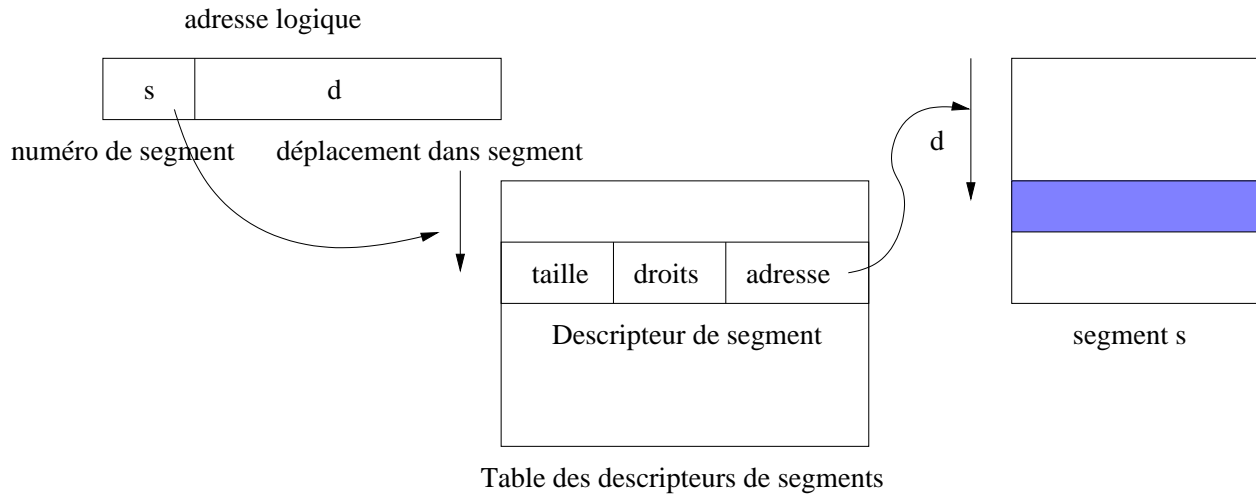 adresse logique
s
d
numéro de segment
déplacement dans segment
d
taille
droits
adresse
Descripteur de segment
segment s
Table des descripteurs de segments